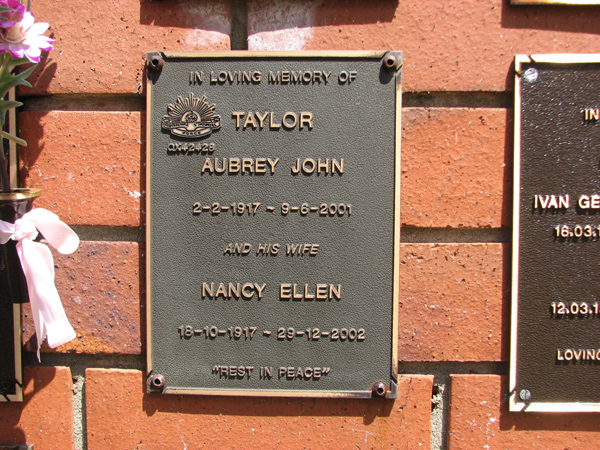 IN LOVING MEMORY OF
TAYLOR
QX42428
AUBREY JOHN
2-2-1917 ~ 9-6-2001
AND HIS WIFE
NANCY ELLEN
18-10-1917 ~ 29-12-2002
"REST IN PEACE"
IN
IVAN GE
16.03.1
12.03.1
LOVING